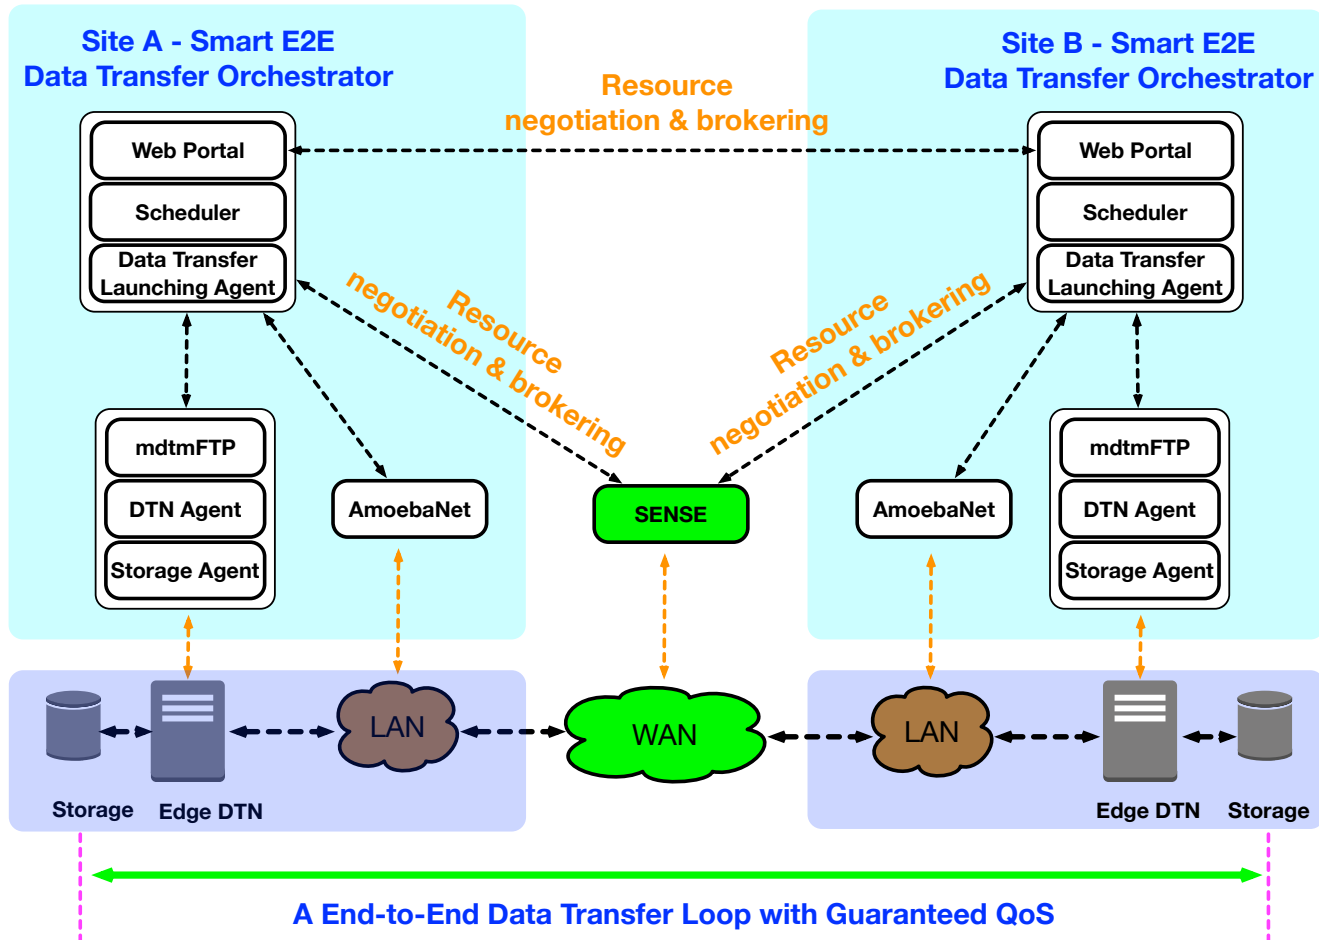 Site A - Smart E2E
Data Transfer Orchestrator
Site B - Smart E2E
Data Transfer Orchestrator
Resource
negotiation & brokering
Web Portal
Scheduler
Data Transfer
Launching Agent
Web Portal
Scheduler
Data Transfer
Launching Agent
Resource
negotiation & brokering
Resource
negotiation & brokering
mdtmFTP
DTN Agent
Storage Agent
AmoebaNet
SENSE
AmoebaNet
mdtmFTP
DTN Agent
Storage Agent
LAN
WAN
LAN
Storage
Edge DTN
Edge DTN
Storage
A End-to-End Data Transfer Loop with Guaranteed QoS